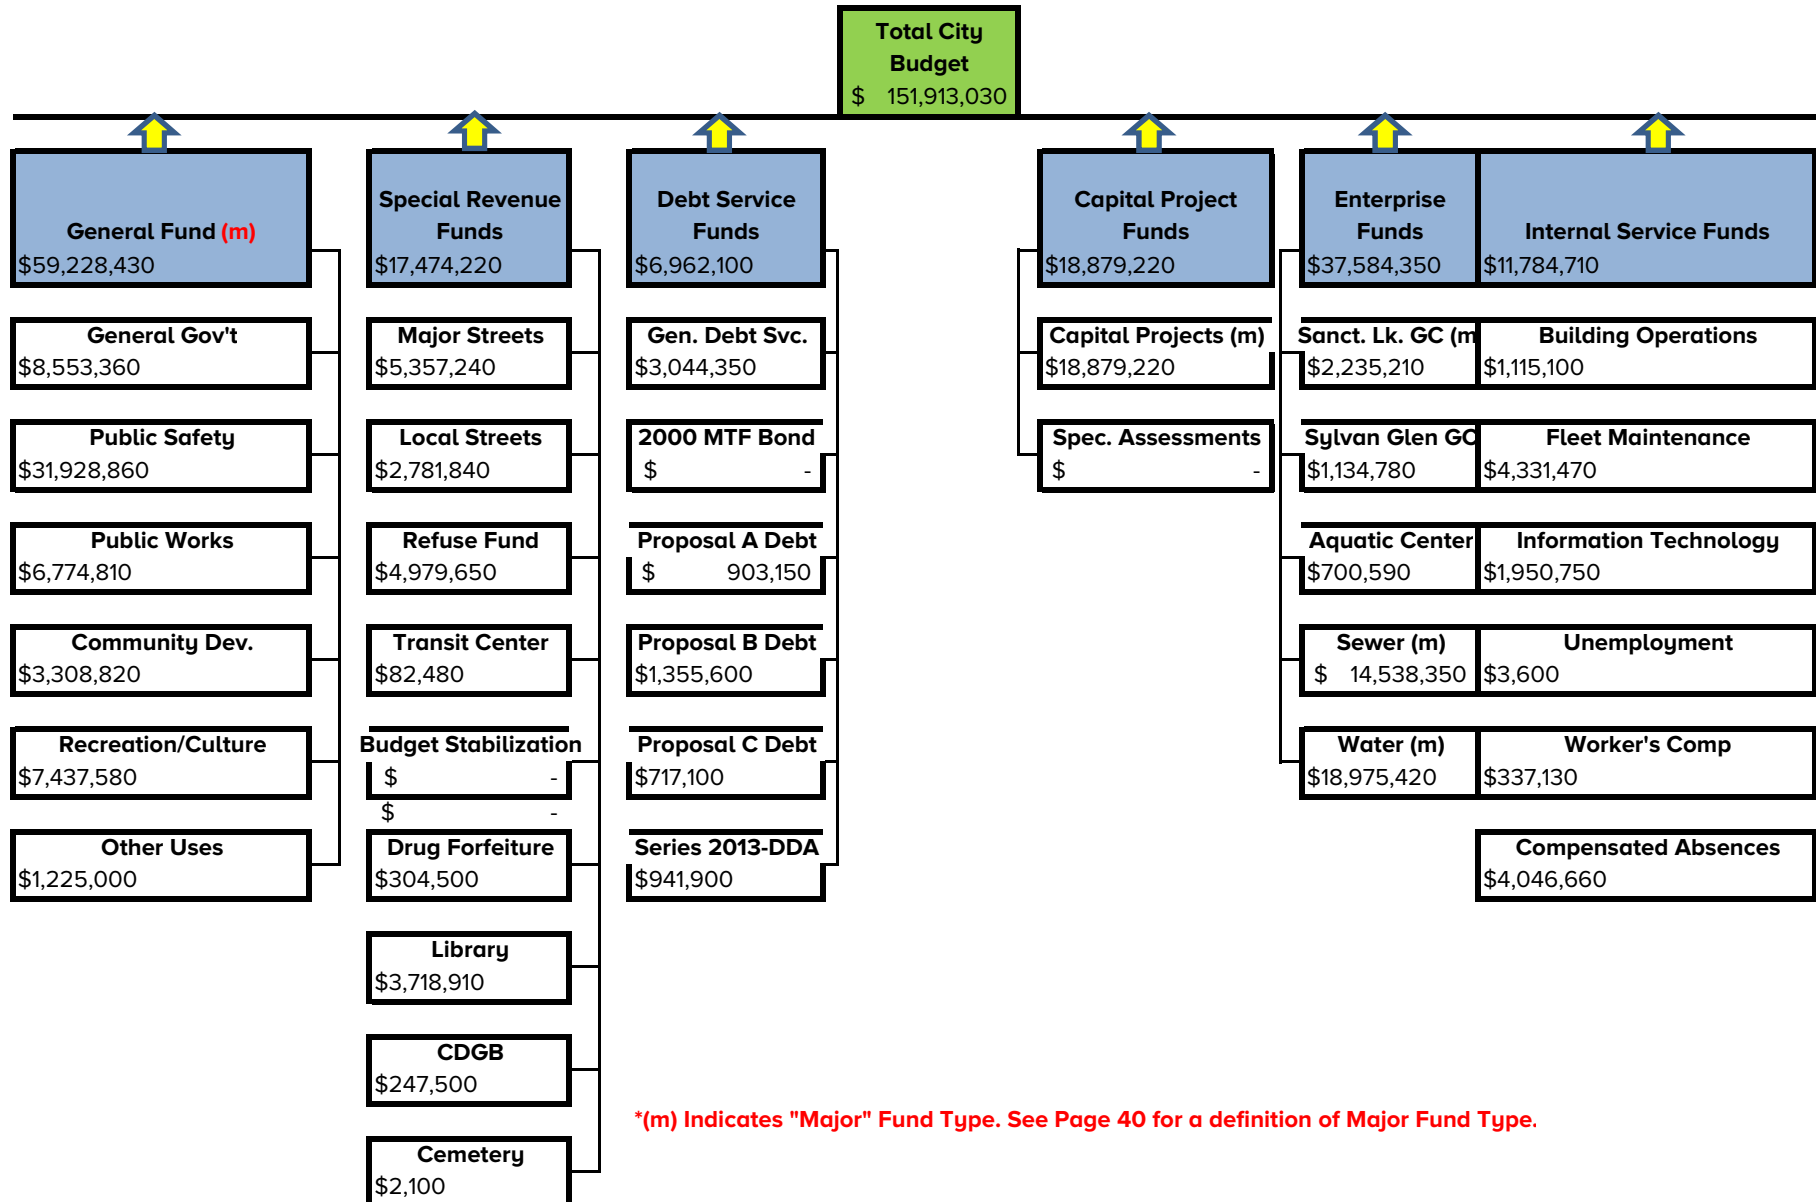 Total City
Budget
$ 151,913,030
General Fund (m)
$59,228,430
Special Revenue
Funds
$17,474,220
Debt Service
Funds
$6,962,100
Capital Project
Funds
$18,879,220
Enterprise
Funds
$37,584,350
Internal Service Funds
$11,784,710
General Gov't
$8,553,360
Public Safety
$31,928,860
Public Works
$6,774,810
Community Dev.
$3,308,820
Recreation/Culture
$7,437,580
Other Uses
$1,225,000
Major Streets
$5,357,240
Local Streets
$2,781,840
Refuse Fund
$4,979,650
Transit Center
$82,480
Budget Stabilization
$ -
$ -
Drug Forfeiture
$304,500
Library
$3,718,910
CDGB
$247,500
Cemetery
$2,100
Gen. Debt Svc.
$3,044,350
2000 MTF Bond
$ -
Proposal A Debt
$ 903,150
Proposal B Debt
$1,355,600
Proposal C Debt
$717,100
Series 2013-DDA
$941,900
Capital Projects (m)
$18,879,220
Spec. Assessments
$ -
Sanct. Lk. GC (m
$2,235,210
Sylvan Glen GC
$1,134,780
Aquatic Center
$700,590
Sewer (m)
$ 14,538,350
Water (m)
$18,975,420
Building Operations
$1,115,100
Fleet Maintenance
$4,331,470
Information Technology
$1,950,750
Unemployment
$3,600
Worker's Comp
$337,130
Compensated Absences
$4,046,660
*(m) Indicates "Major" Fund Type. See Page 40 for a definition of Major Fund Type.